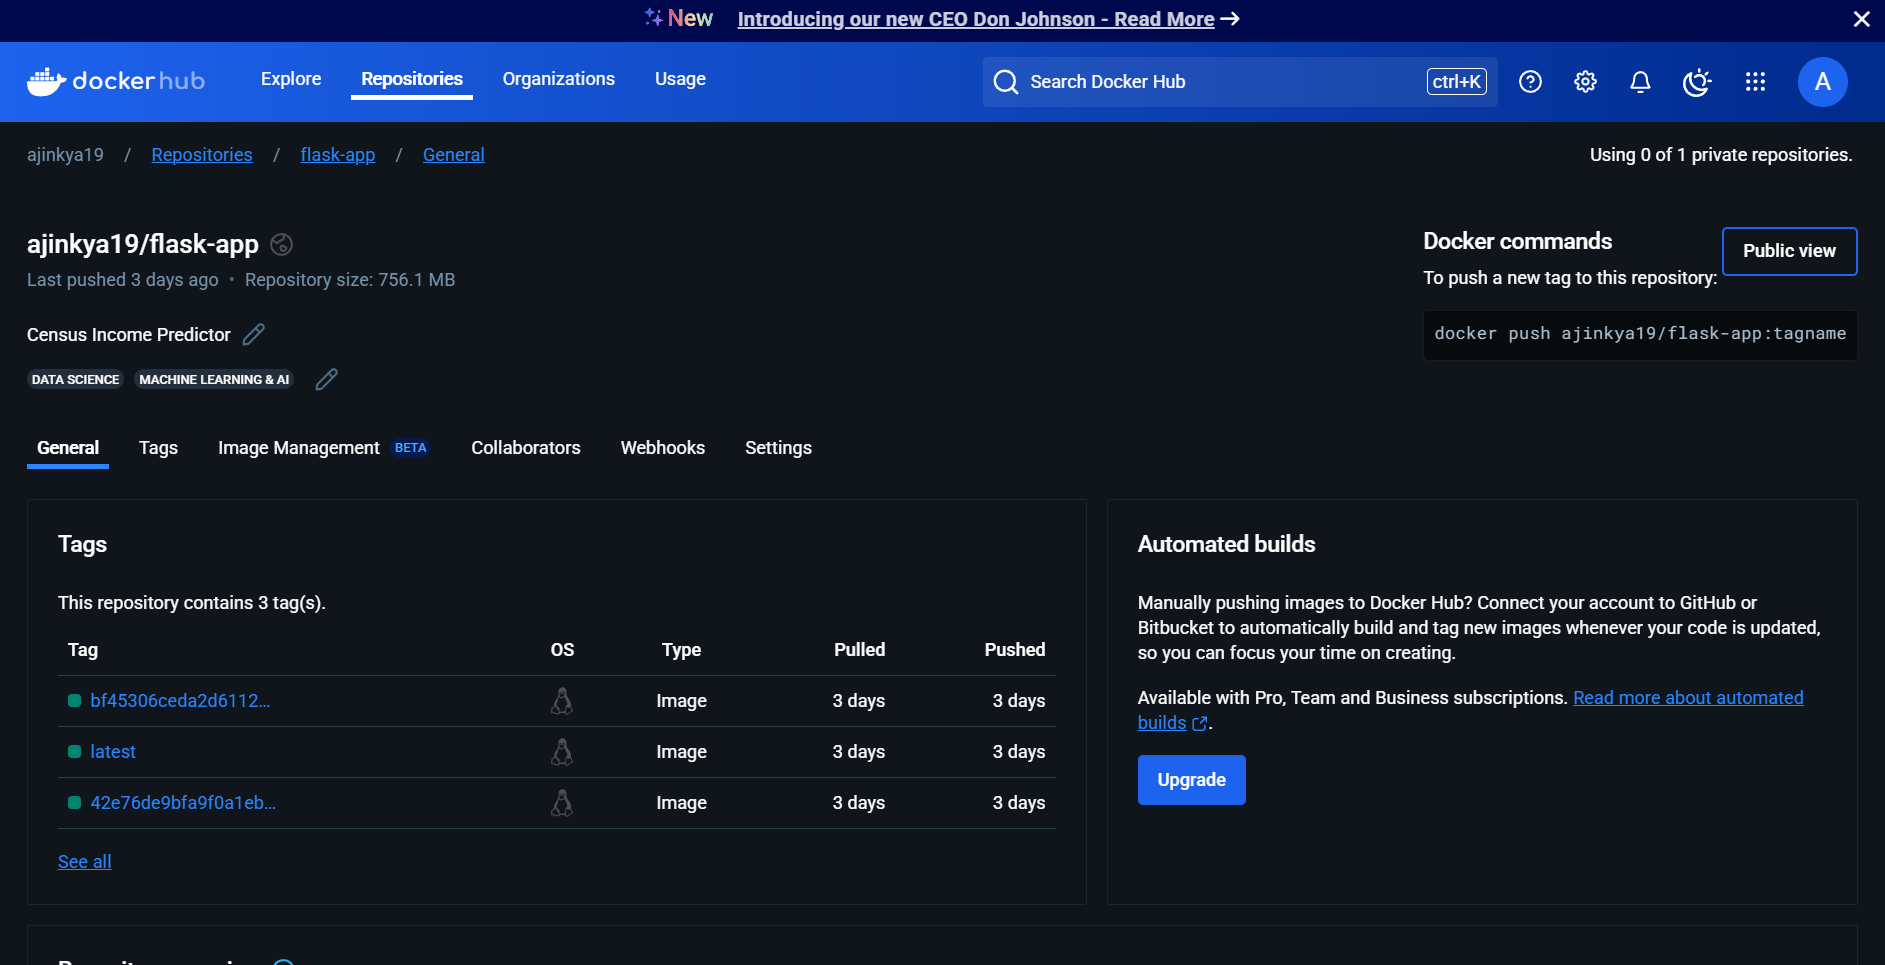 New Introducing our new CEO Don Johnson - Read More →
docker hub Explore Repositories Organizations Usage Search Docker Hub ctrl+K A
ajinkya19 / Repositories / flask-app / General Using 0 of 1 private repositories.
ajinkya19/flask-app
Last pushed 3 days ago • Repository size: 756.1 MB
Census Income Predictor
DATA SCIENCE MACHINE LEARNING & AI
Docker commands
Public view
To push a new tag to this repository:
docker push ajinkya19/flask-app:tagname
General Tags Image Management BETA Collaborators Webhooks Settings
Tags
This repository contains 3 tag(s).
Tag OS Type Pulled Pushed
bf45306ceda2d6112... Image 3 days 3 days
latest Image 3 days 3 days
42e76de9bfa9f0a1eb... Image 3 days 3 days
See all
Automated builds
Manually pushing images to Docker Hub? Connect your account to GitHub or
Bitbucket to automatically build and tag new images whenever your code is updated,
so you can focus your time on creating.
Available with Pro, Team and Business subscriptions. Read more about automated
builds.
Upgrade